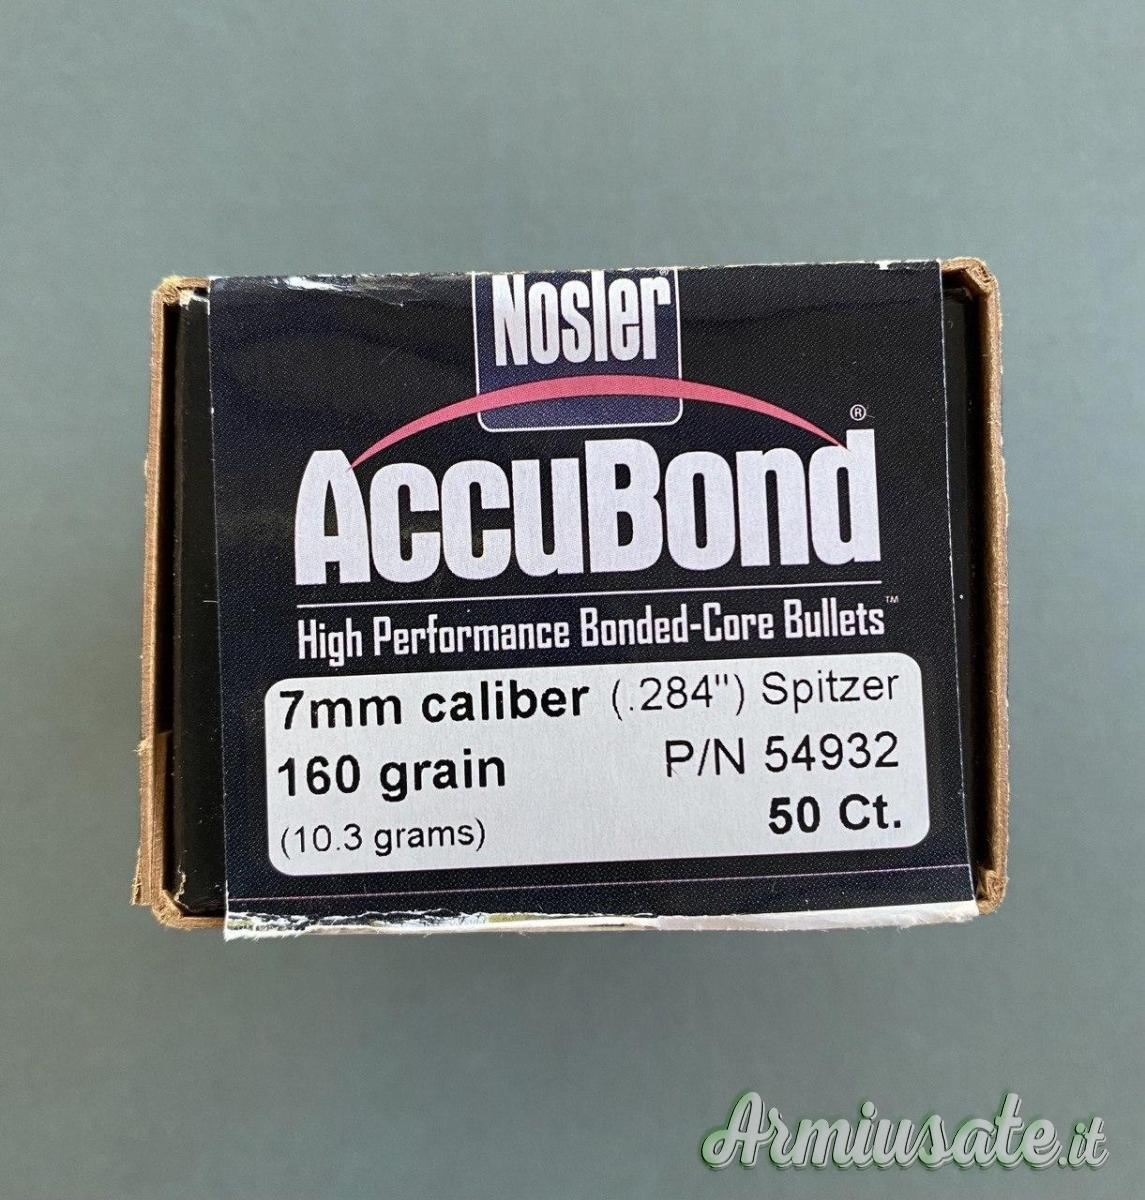 Nosler®
AccuBond®
High Performance Bonded-Core Bullets™
7mm caliber (.284") Spitzer
160 grain P/N 54932
(10.3 grams) 50 Ct.
Armiusate.it